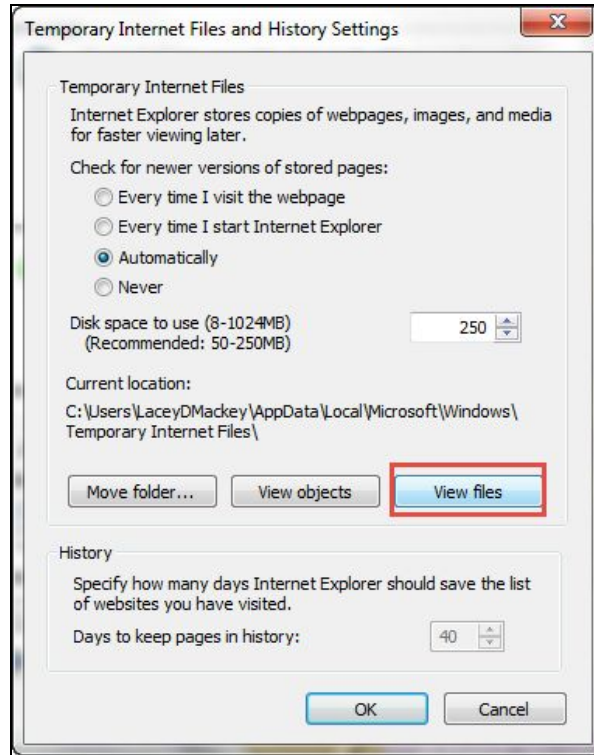 Temporary Internet Files and History Settings
Temporary Internet Files
Internet Explorer stores copies of webpages, images, and media
for faster viewing later.
Check for newer versions of stored pages:
Every time I visit the webpage
Every time I start Internet Explorer
Automatically
Never
Disk space to use (8-1024MB)
(Recommended: 50-250MB)
250
Current location:
C:\Users\LaceyDMackey\AppData\Local\Microsoft\Windows\
Temporary Internet Files\
Move folder... View objects View files
History
Specify how many days Internet Explorer should save the list
of websites you have visited.
Days to keep pages in history: 40
OK Cancel